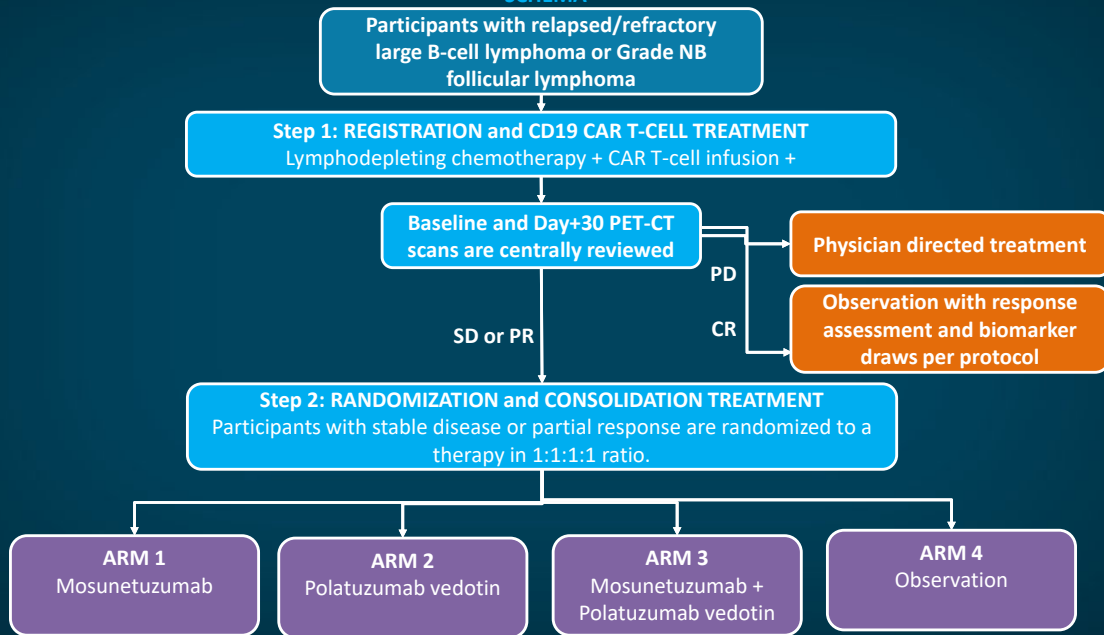 SCHEMA
Participants with relapsed/refractory
large B-cell lymphoma or Grade NB
follicular lymphoma
Step 1: REGISTRATION and CD19 CAR T-CELL TREATMENT
Lymphodepleting chemotherapy + CAR T-cell infusion +
Baseline and Day+30 PET-CT
scans are centrally reviewed
Physician directed treatment
PD
Observation with response
assessment and biomarker
draws per protocol
CR
SD or PR
Step 2: RANDOMIZATION and CONSOLIDATION TREATMENT
Participants with stable disease or partial response are randomized to a
therapy in 1:1:1:1 ratio.
ARM 1
Mosunetuzumab
ARM 2
Polatuzumab vedotin
ARM 3
Mosunetuzumab +
Polatuzumab vedotin
ARM 4
Observation